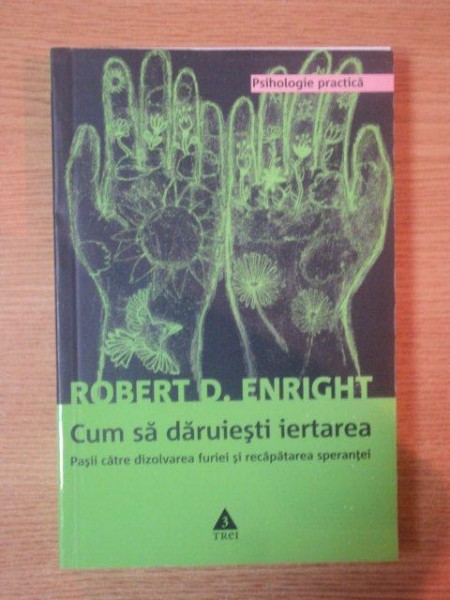 Psihologie practică
ROBERT D. ENRIGHT
Cum să dăruiești iertarea
Pașii către dizolvarea furiei și recăpătarea speranței
3
TREI